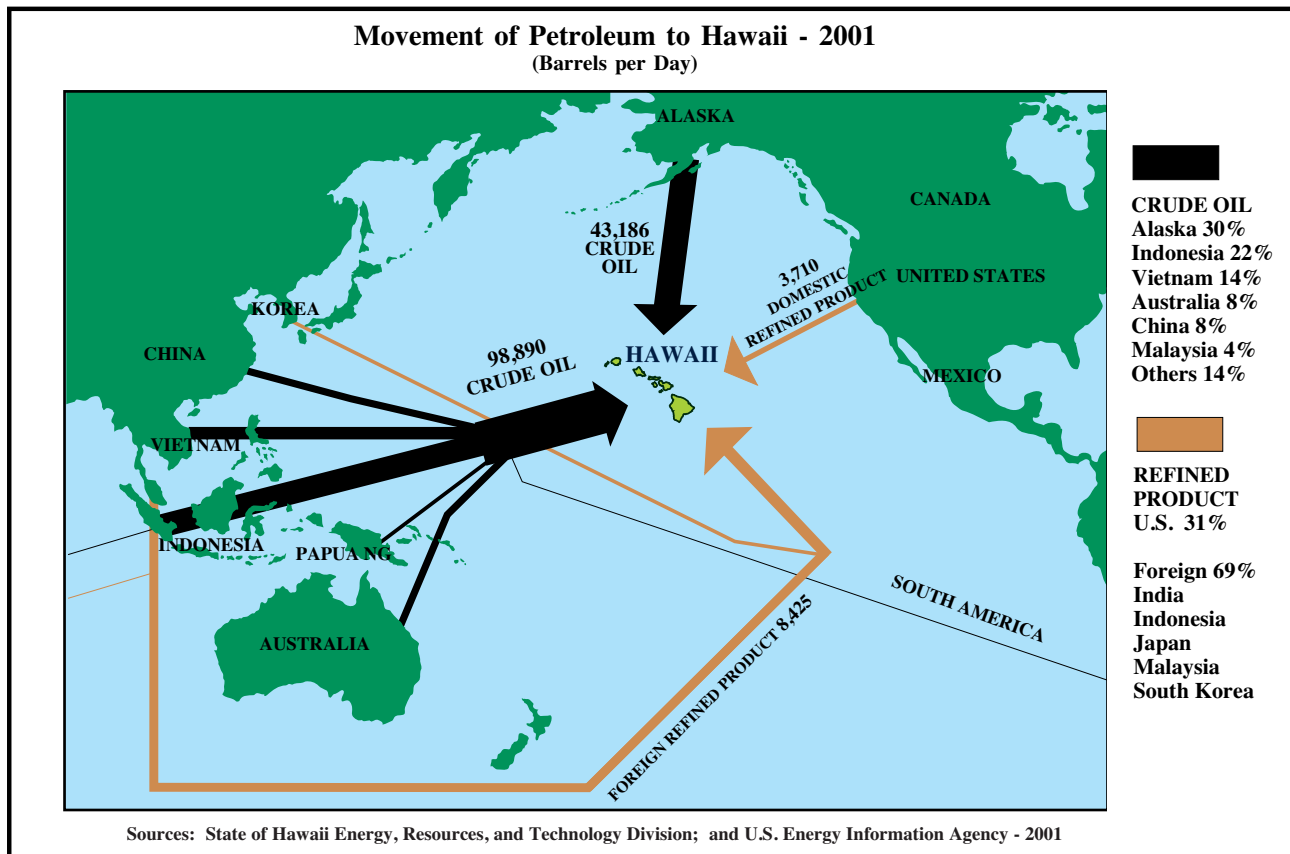 Movement of Petroleum to Hawaii - 2001
(Barrels per Day)
ALASKA
CANADA
43,186
CRUDE
OIL
UNITED STATES
3,710
DOMESTIC
REFINED PRODUCT
KOREA
CHINA
98,890
CRUDE OIL
HAWAII
MEXICO
VIETNAM
INDONESIA
PAPUA NG
SOUTH AMERICA
AUSTRALIA
FOREIGN REFINED PRODUCT 8,425
CRUDE OIL
Alaska 30%
Indonesia 22%
Vietnam 14%
Australia 8%
China 8%
Malaysia 4%
Others 14%
REFINED
PRODUCT
U.S. 31%
Foreign 69%
India
Indonesia
Japan
Malaysia
South Korea
Sources: State of Hawaii Energy, Resources, and Technology Division; and U.S. Energy Information Agency - 2001